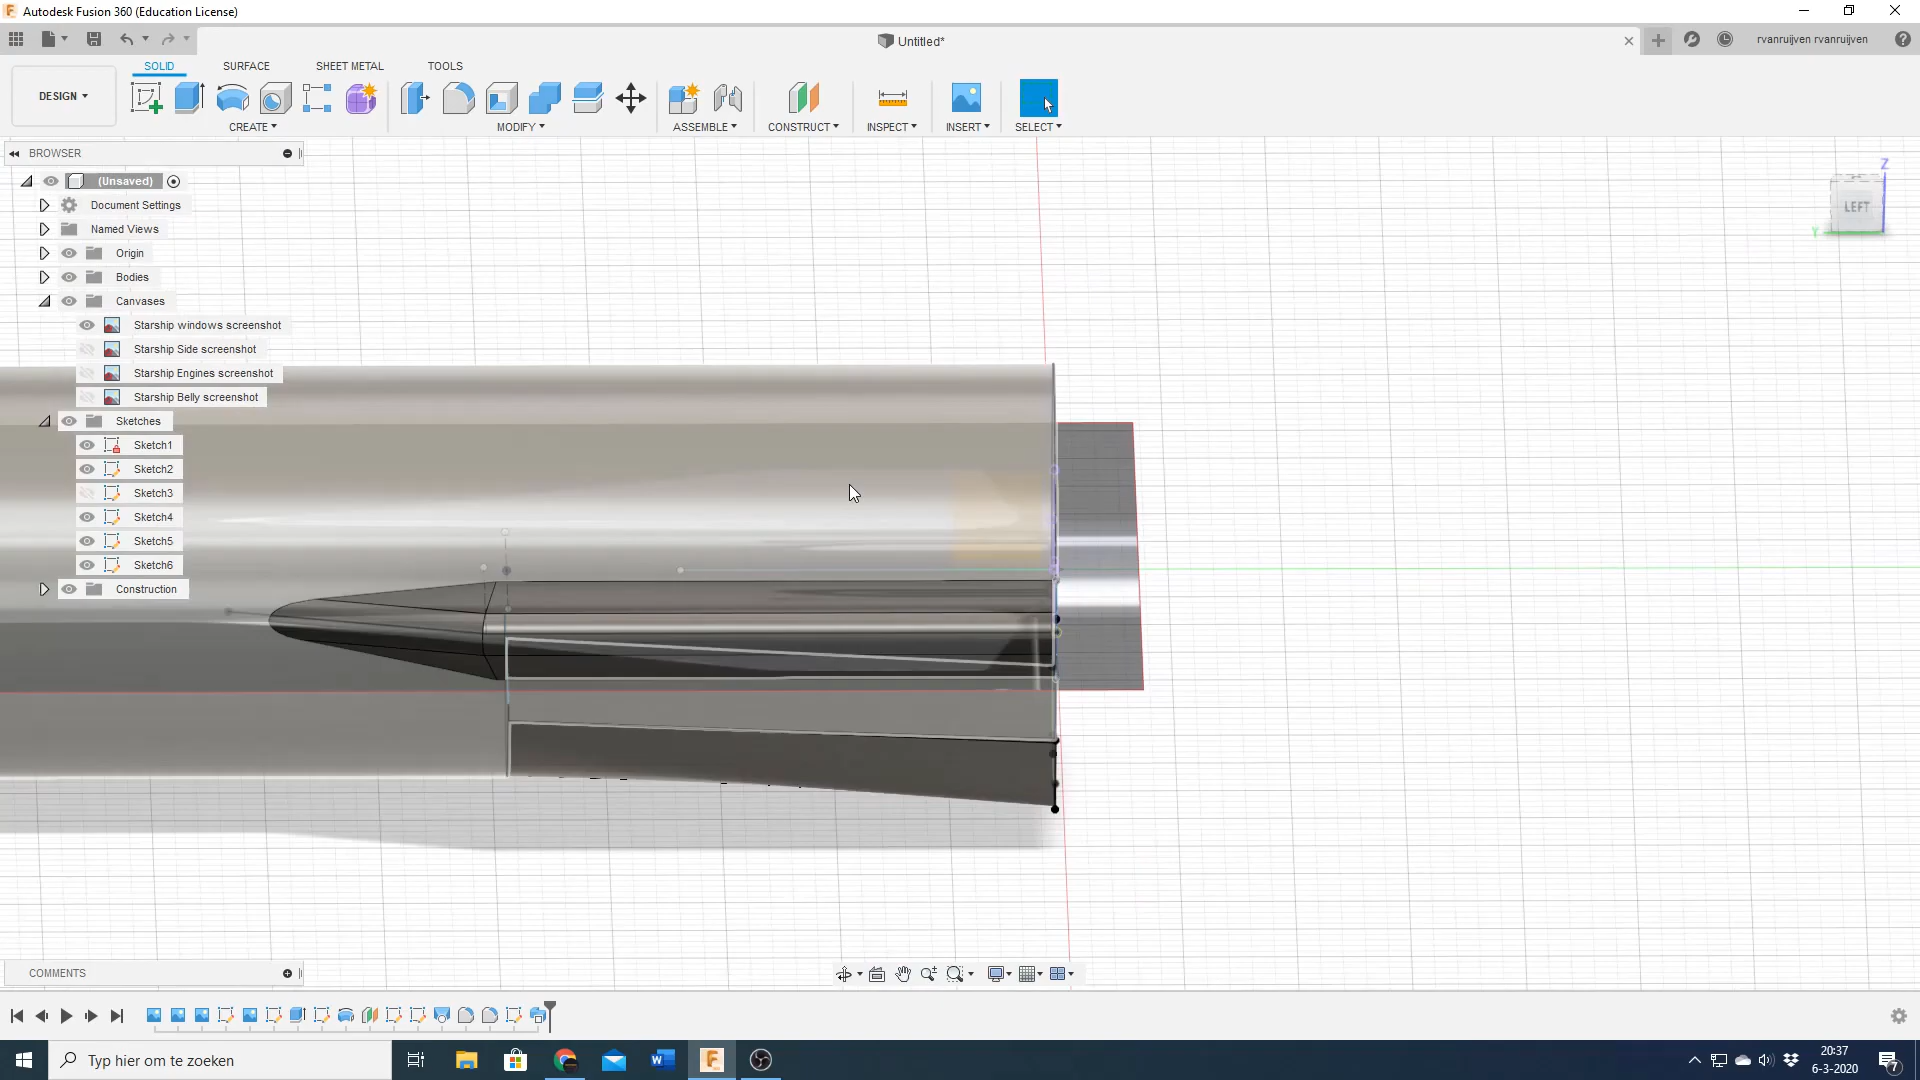 Autodesk Fusion 360 (Education License)
Untitled*
rvanruijven rvanruijven
SOLID
SURFACE
SHEET METAL
TOOLS
DESIGN
CREATE
MODIFY
ASSEMBLE
CONSTRUCT
INSPECT
INSERT
SELECT
BROWSER
(Unsaved)
Document Settings
Named Views
Origin
Bodies
Canvases
Starship windows screenshot
Starship Side screenshot
Starship Engines screenshot
Starship Belly screenshot
Sketches
Sketch1
Sketch2
Sketch3
Sketch4
Sketch5
Sketch6
Construction
Z
LEFT
Y
COMMENTS
Typ hier om te zoeken
20:37
6-3-2020
7